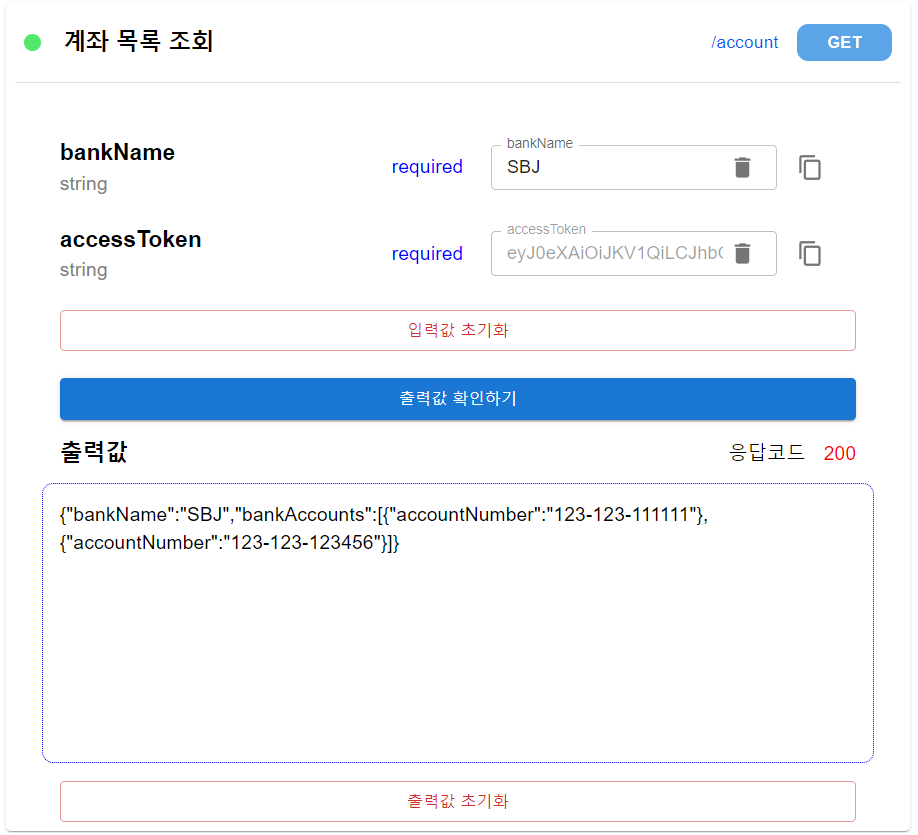 계좌 목록 조회
/account
GET
bankName
string
required
bankName
SBJ
accessToken
string
required
accessToken
eyJ0eXAiOiJKV1QiLCJhbG
입력값 초기화
출력값 확인하기
출력값
응답코드 200
{"bankName":"SBJ","bankAccounts":[{"accountNumber":"123-123-111111"},
{"accountNumber":"123-123-123456"}]}
출력값 초기화